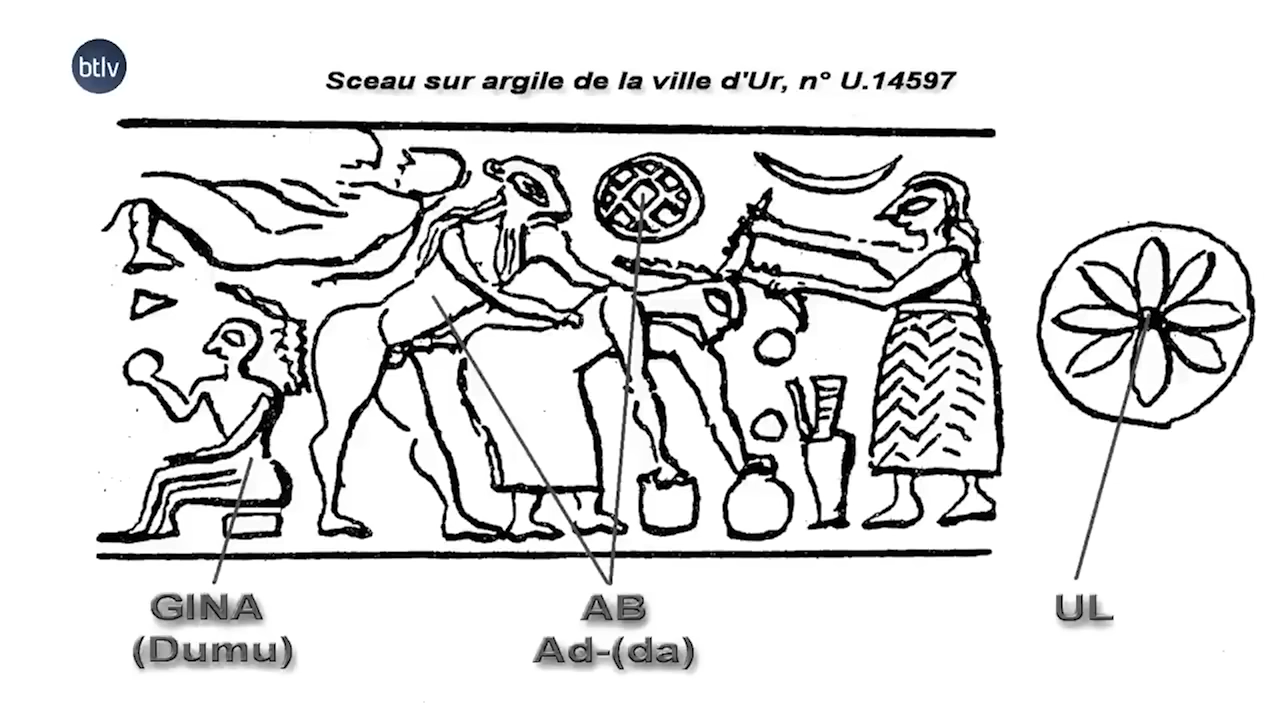 btlv
Sceau sur argile de la ville d'Ur, n° U.14597
GINA
(Dumu)
AB
Ad-(da)
UL